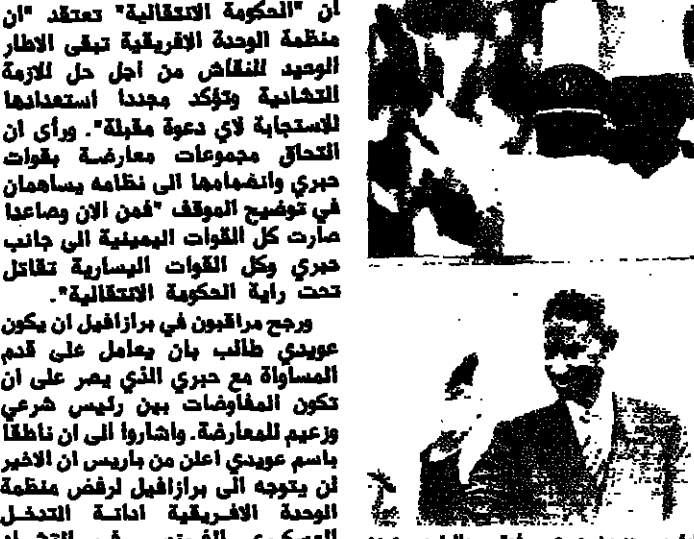 ان "الحكومة الانتقالية" تعتقد "ان
منظمة الوحدة الافريقية تبقى الاطار
الوحيد للنقاش من اجل حل للازمة
التشادية وتؤكد مجددا استعدادها
للاستجابة لاي دعوة مقبلة". ورأى ان
التحاق مجموعات معارضة بقوات
حبري وانضمامها الى نظامه يساهمان
في توضيح الموقف "فمن الان وصاعدا
صارت كل القوات اليمينية الى جانب
حبري وكل القوات اليسارية تقاتل
تحت راية الحكومة الانتقالية".
ورجح مراقبون في برازافيل ان يكون
عويدي طالب بان يعامل على قدم
المساواة مع حبري الذي يصر على ان
تكون المفاوضات بين رئيس شرعي
وزعيم للمعارضة. واشاروا الى ان ناطقا
باسم عويدي اعلن من باريس ان الاخير
لن يتوجه الى برازافيل لرفض منظمة
الوحدة الافريقية ادانة التدخل